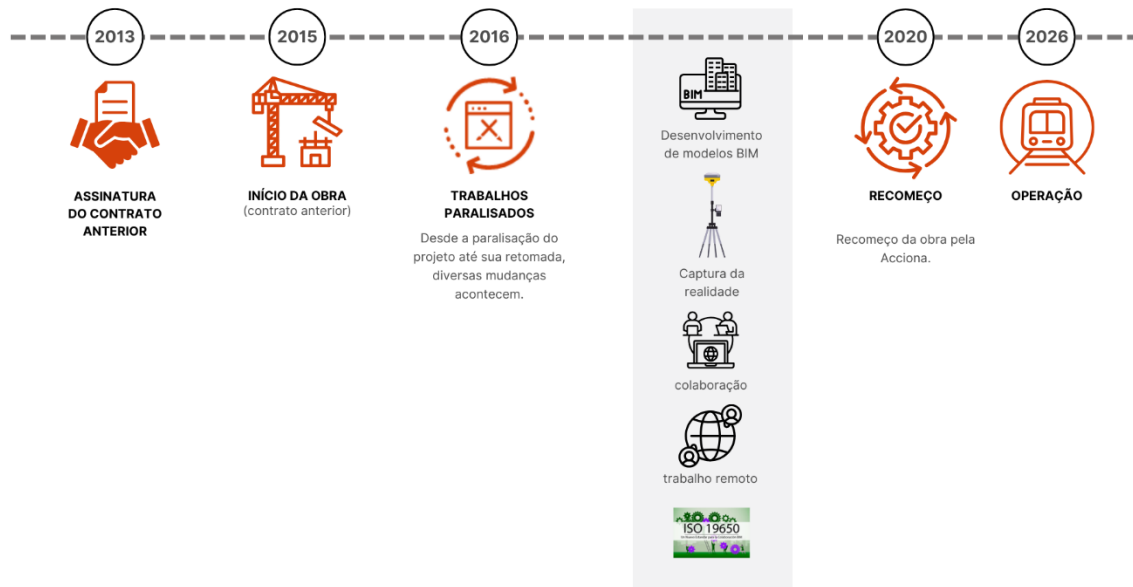 2013
ASSINATURA
DO CONTRATO
ANTERIOR
2015
INÍCIO DA OBRA
(contrato anterior)
2016
TRABALHOS
PARALISADOS
Desde a paralisação do
projeto até sua retomada,
diversas mudanças
acontecem.
BIM
Desenvolvimento
de modelos BIM
Captura da
realidade
colaboração
trabalho remoto
ISO 19650
2020
RECOMEÇO
Recomeço da obra pela
Acciona.
2026
OPERAÇÃO